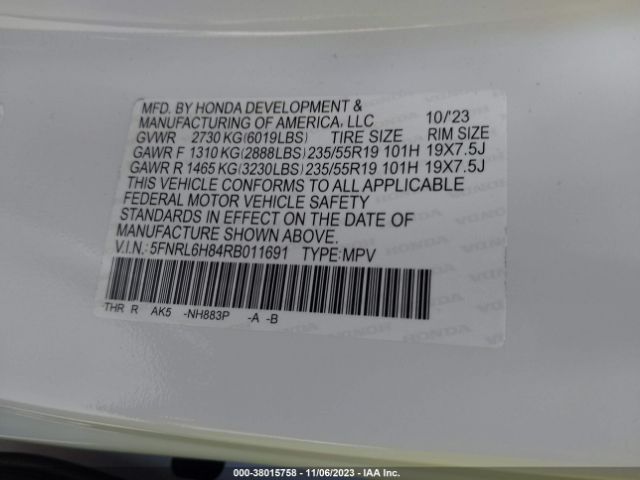 MFD. BY HONDA DEVELOPMENT &
MANUFACTURING OF AMERICA, LLC 10/'23
GVWR 2730 KG(6019LBS) TIRE SIZE RIM SIZE
GAWR F 1310 KG(2888LBS) 235/55R19 101H 19X7.5J
GAWR R 1465 KG(3230LBS) 235/55R19 101H 19X7.5J
THIS VEHICLE CONFORMS TO ALL APPLICABLE
FEDERAL MOTOR VEHICLE SAFETY
STANDARDS IN EFFECT ON THE DATE OF
MANUFACTURE SHOWN ABOVE.
V.I.N.: 5FNRL6H84RB011691 TYPE:MPV
THR R AK5 -NH883P -A -B
HONDA HONDA HONDA
000-38015758 - 11/06/2023 - IAA Inc.